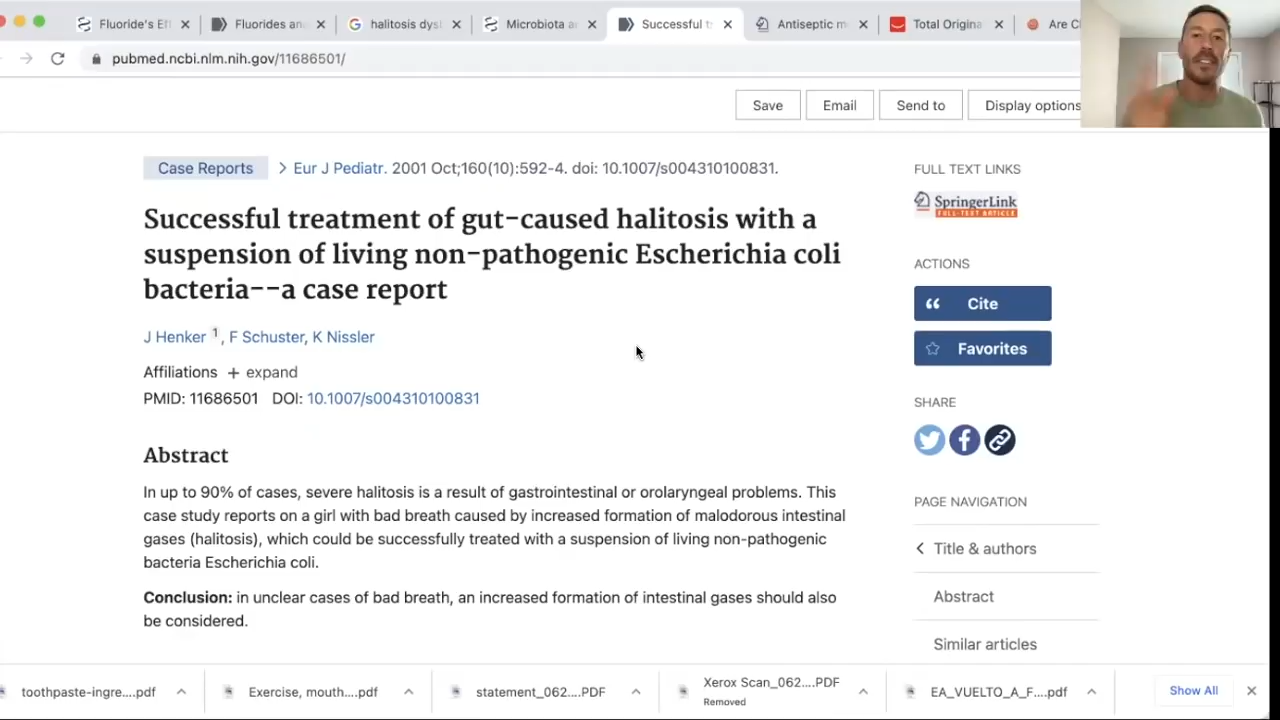 Fluoride's Ef
Fluorides an
halitosis dys
Microbiota a
Successful t
Antiseptic m
Total Origina
Are C
pubmed.ncbi.nlm.nih.gov/11686501/
Save
Email
Send to
Display options
Case Reports
> Eur J Pediatr. 2001 Oct;160(10):592-4. doi: 10.1007/s004310100831.
FULL TEXT LINKS
SpringerLink
FULL-TEXT ARTICLE
Successful treatment of gut-caused halitosis with a
suspension of living non-pathogenic Escherichia coli
bacteria--a case report
ACTIONS
Cite
Favorites
J Henker 1, F Schuster, K Nissler
Affiliations + expand
PMID: 11686501 DOI: 10.1007/s004310100831
SHARE
Abstract
In up to 90% of cases, severe halitosis is a result of gastrointestinal or orolaryngeal problems. This
case study reports on a girl with bad breath caused by increased formation of malodorous intestinal
gases (halitosis), which could be successfully treated with a suspension of living non-pathogenic
bacteria Escherichia coli.
Conclusion: in unclear cases of bad breath, an increased formation of intestinal gases should also
be considered.
PAGE NAVIGATION
Title & authors
Abstract
Similar articles
toothpaste-ingre....pdf
Exercise, mouth....pdf
statement_062....PDF
Xerox Scan_062....PDF
Removed
EA_VUELTO_A_F....pdf
Show All